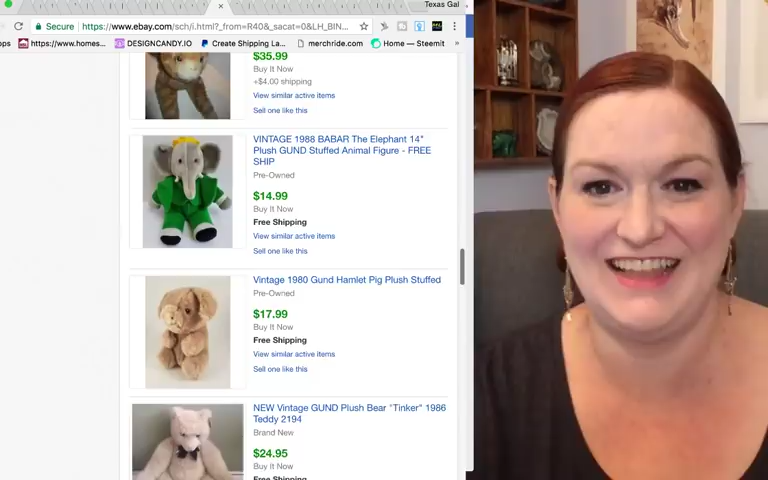 Texas Gal
Secure
https://www.ebay.com/sch/i.html?_from=R40&_sacat=0&LH_BIN...
https://www.homes...
DESIGNCANDY.IO
Create Shipping La...
merchride.com
Home — Steemit
»
$35.99
Buy It Now
+$4.00 shipping
View similar active items
Sell one like this
VINTAGE 1988 BABAR The Elephant 14"
Plush GUND Stuffed Animal Figure - FREE
SHIP
Pre-Owned
$14.99
Buy It Now
Free Shipping
View similar active items
Sell one like this
Vintage 1980 Gund Hamlet Pig Plush Stuffed
Pre-Owned
$17.99
Buy It Now
Free Shipping
View similar active items
Sell one like this
NEW Vintage GUND Plush Bear "Tinker" 1986
Teddy 2194
Brand New
$24.95
Buy It Now
Free Shipping